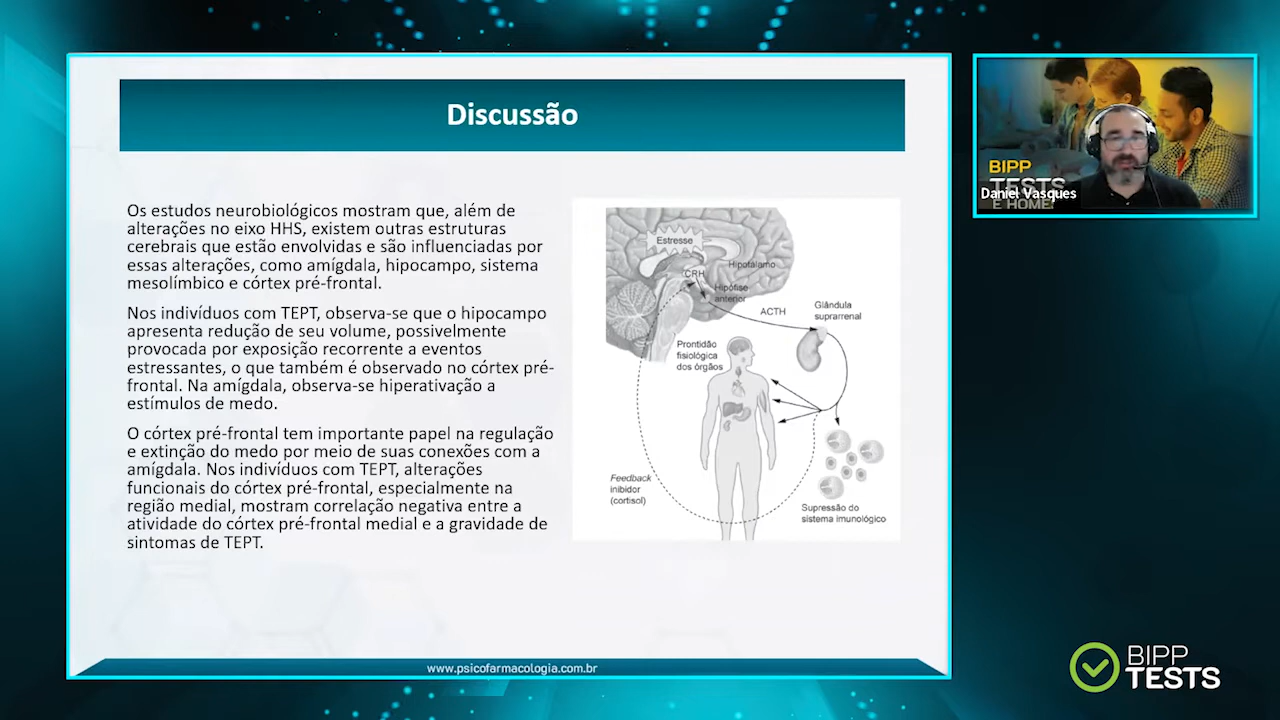 Discussão
Os estudos neurobiológicos mostram que, além de
alterações no eixo HHS, existem outras estruturas
cerebrais que estão envolvidas e são influenciadas por
essas alterações, como amígdala, hipocampo, sistema
mesolímbico e córtex pré-frontal.
Nos indivíduos com TEPT, observa-se que o hipocampo
apresenta redução de seu volume, possivelmente
provocada por exposição recorrente a eventos
estressantes, o que também é observado no córtex pré-
frontal. Na amígdala, observa-se hiperativação a
estímulos de medo.
O córtex pré-frontal tem importante papel na regulação
e extinção do medo por meio de suas conexões com a
amígdala. Nos indivíduos com TEPT, alterações
funcionais do córtex pré-frontal, especialmente na
região medial, mostram correlação negativa entre a
atividade do córtex pré-frontal medial e a gravidade de
sintomas de TEPT.
Estresse
Hipotálamo
CRH
Hipófise
anterior
ACTH
Glândula
suprarrenal
Prontidão
fisiológica
dos órgãos
Feedback
inibidor
(cortisol)
Supressão do
sistema imunológico
www.psicofarmacologia.com.br
BIPP
TESTS
É HOME!
Daniel Vasques
BIPP
TESTS